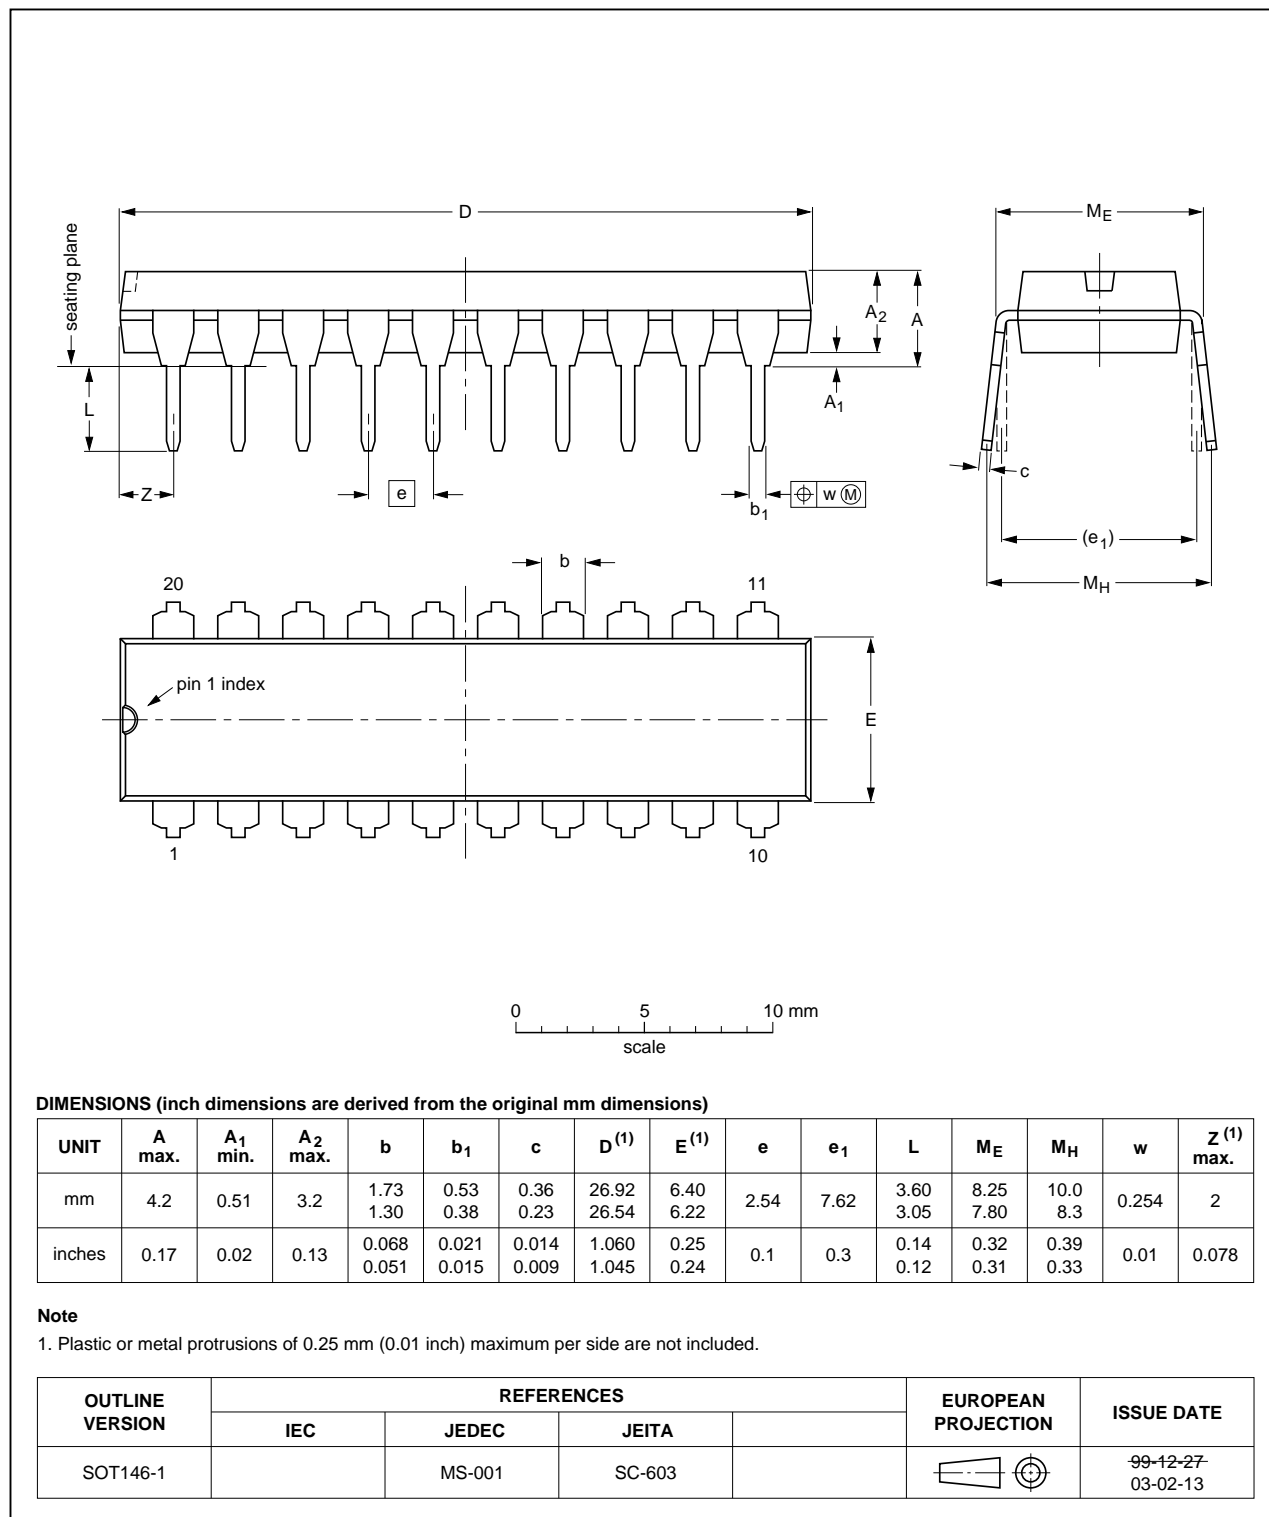 D
M_E
seating plane
A_2
A
A_1
L
Z
e
b_1
w Ⓜ
c
(e_1)
M_H
b
20
11
pin 1 index
E
1
10
0 5 10 mm
scale
DIMENSIONS (inch dimensions are derived from the original mm dimensions)
UNIT A max. A_1 min. A_2 max. b b_1 c D(1) E(1) e e_1 L M_E M_H w Z(1) max.
mm 4.2 0.51 3.2 1.73 1.30 0.53 0.38 0.36 0.23 26.92 26.54 6.40 6.22 2.54 7.62 3.60 3.05 8.25 7.80 10.0 8.3 0.254 2
inches 0.17 0.02 0.13 0.068 0.051 0.021 0.015 0.014 0.009 1.060 1.045 0.25 0.24 0.1 0.3 0.14 0.12 0.32 0.31 0.39 0.33 0.01 0.078
Note
1. Plastic or metal protrusions of 0.25 mm (0.01 inch) maximum per side are not included.
OUTLINE VERSION REFERENCES EUROPEAN PROJECTION ISSUE DATE
IEC JEDEC JEITA
SOT146-1 MS-001 SC-603 99-12-27
03-02-13